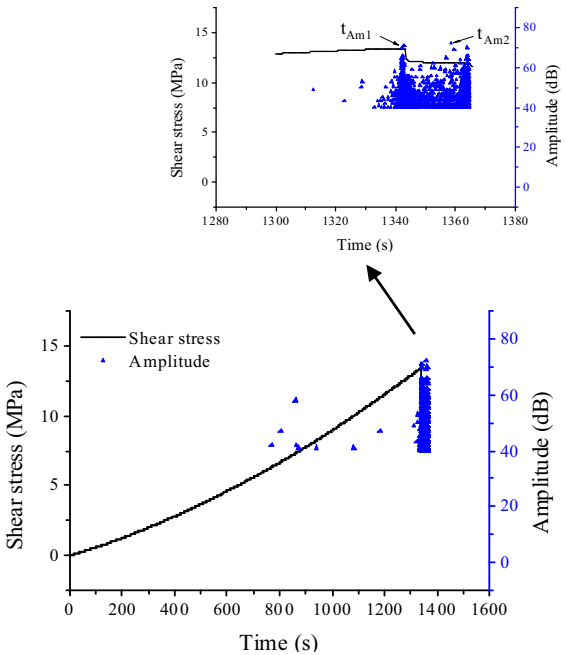 t_Am1
t_Am2
Shear stress (MPa)
15
10
5
0
80
60
40
20
0
Amplitude (dB)
1280 1300 1320 1340 1360 1380
Time (s)
Shear stress
Amplitude
Shear stress (MPa)
15
10
5
0
80
60
40
20
0
Amplitude (dB)
0 200 400 600 800 1000 1200 1400 1600
Time (s)